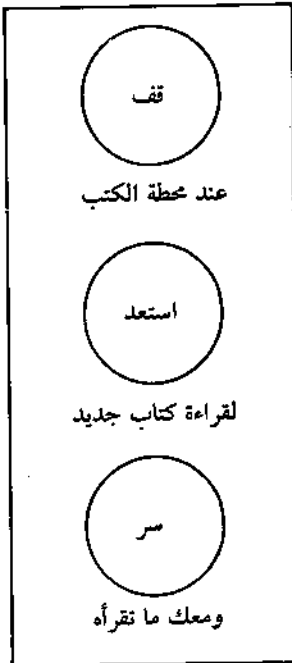 قف
عند محطة الكتب
استعد
لقراءة كتاب جديد
سر
ومعك ما تقرأه